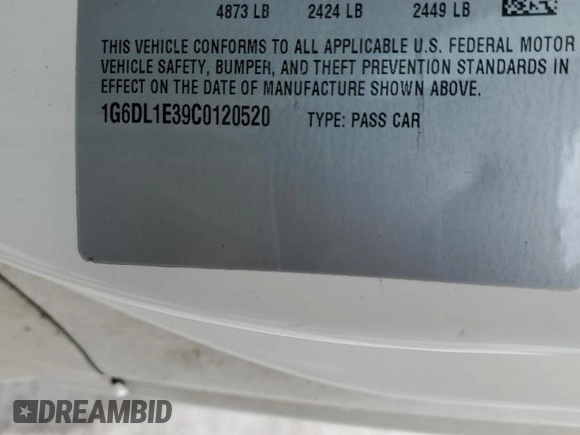 4873 LB 2424 LB 2449 LB
THIS VEHICLE CONFORMS TO ALL APPLICABLE U.S. FEDERAL MOTOR
VEHICLE SAFETY, BUMPER, AND THEFT PREVENTION STANDARDS IN
EFFECT ON THE DATE OF MANUFACTURE SHOWN ABOVE.
1G6DL1E39C0120520 TYPE: PASS CAR
DREAMBID